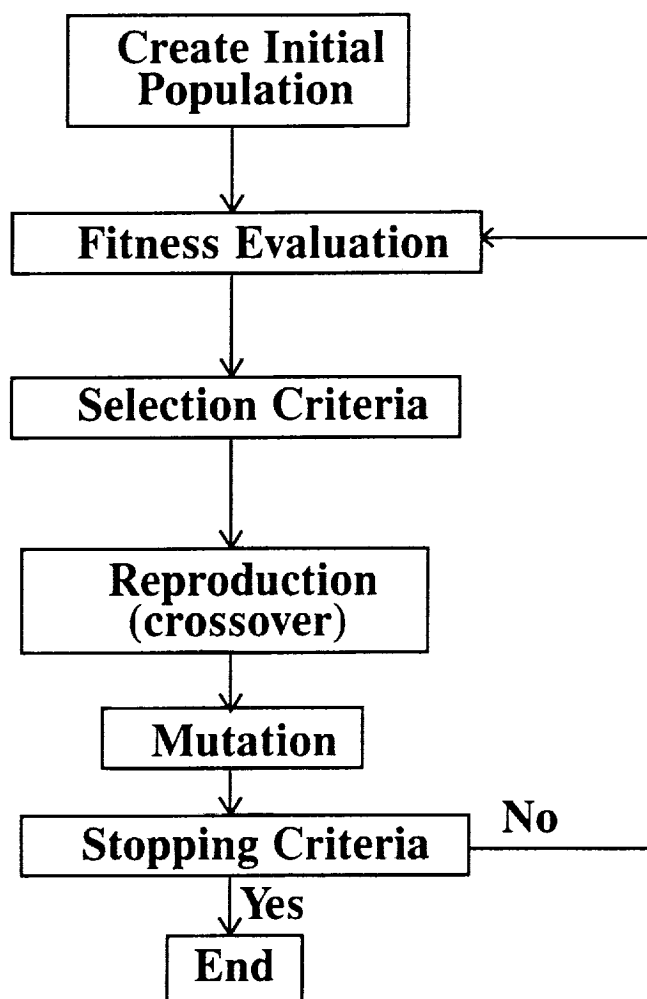 Create Initial
Population
Fitness Evaluation
Selection Criteria
Reproduction
(crossover)
Mutation
Stopping Criteria
No
Yes
End